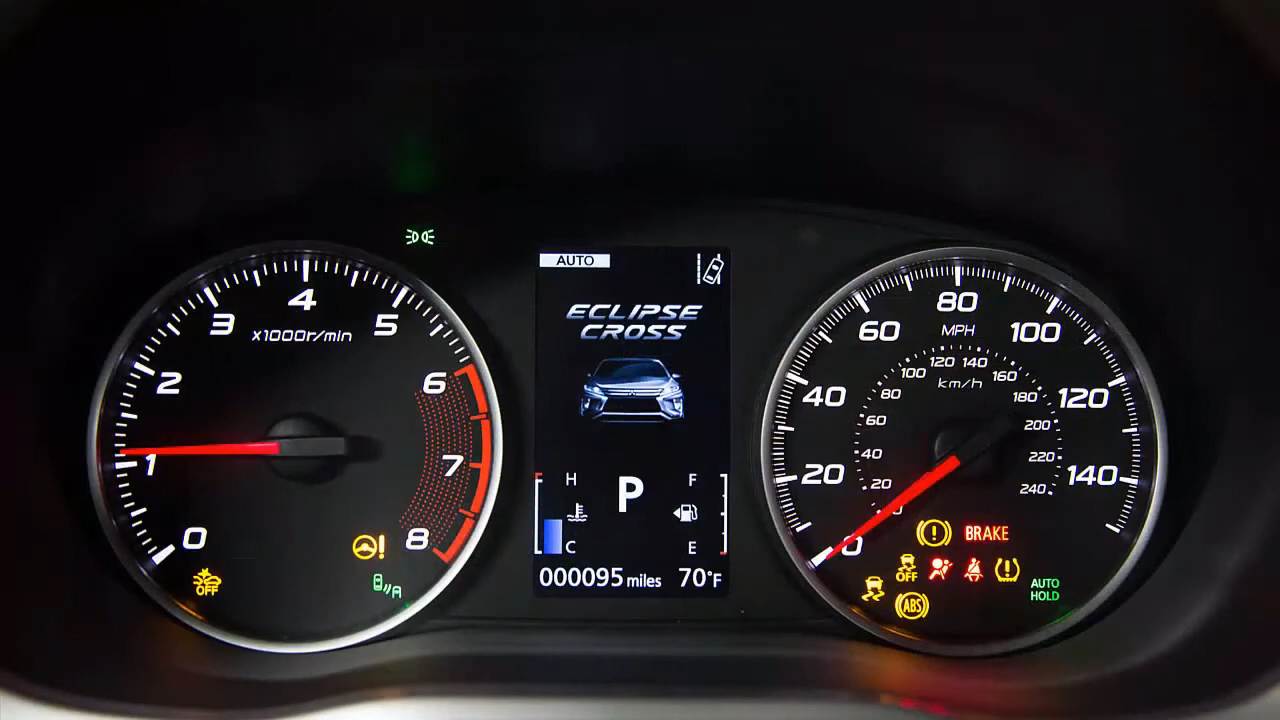 0
1
2
3
4
5
6
7
8
x1000r/min
OFF
A
AUTO
ECLIPSE
CROSS
H
F
P
C
E
000095 miles 70°F
0
20
40
60
80
100
120
140
MPH
km/h
20
40
60
80
100
120
140
160
180
200
220
240
BRAKE
OFF
ABS
AUTO
HOLD